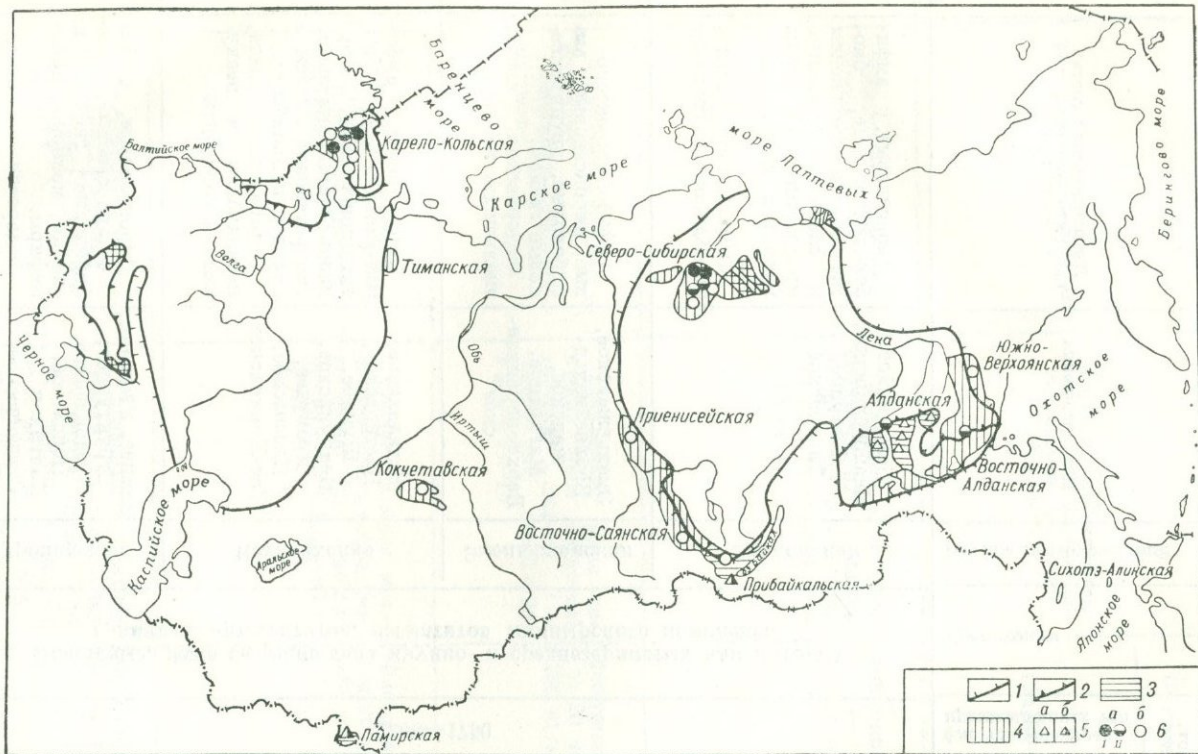 Баренцево
море
Балтийское море
Карело-Кольская
море Лаптевых
Берингово море
Карское море
Волга
Тиманская
Северо-Сибирская
Черное
море
Обь
Лена
Южно-
Верхоянская
Охотское
море
Алданская
Приенисейская
Иртыш
Кокчетавская
Восточно-
Алданская
Каспийское море
Восточно-Саянская
Аральское
море
Прибайкальская
Сихотэ-Алинская
Японское
море
Памирская
1 2 3
а б а б
4 5 6
I II